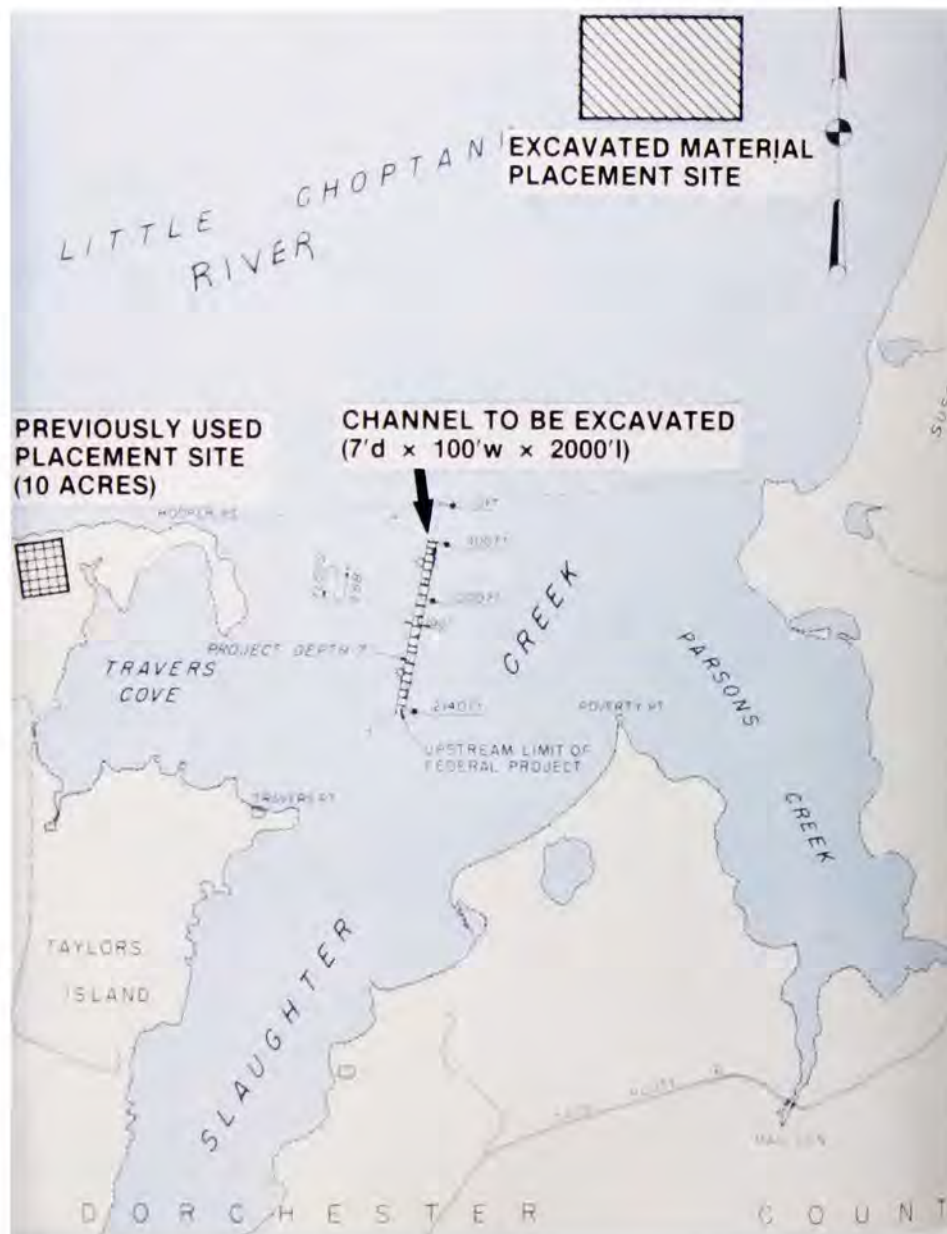 EXCAVATED MATERIAL
PLACEMENT SITE
LITTLE CHOPTAN
RIVER
PREVIOUSLY USED
PLACEMENT SITE
(10 ACRES)
CHANNEL TO BE EXCAVATED
(7'd × 100'w × 2000'l)
HOOPER PT.
CREEK
PROJECT DEPTH 7'
TRAVERS
COVE
PARSONS
CREEK
2140FT
POVERTY PT.
UPSTREAM LIMIT OF
FEDERAL PROJECT
TRAVERS PT.
TAYLORS
ISLAND
SLAUGHTER
DORCHESTER COUNT